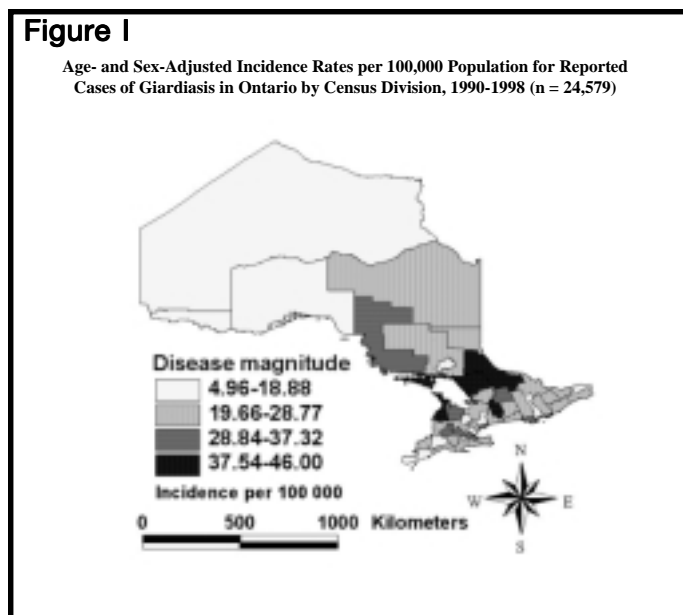 Figure I
Age- and Sex-Adjusted Incidence Rates per 100,000 Population for Reported
Cases of Giardiasis in Ontario by Census Division, 1990-1998 (n = 24,579)
Disease magnitude
4.96-18.88
19.66-28.77
28.84-37.32
37.54-46.00
Incidence per 100 000
0 500 1000 Kilometers
N
W E
S